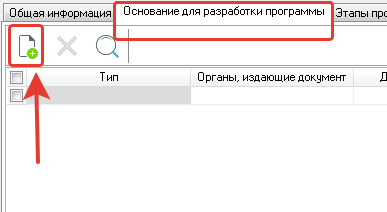 Общая информация Основание для разработки программы Этапы про
Тип Органы, издающие документ Д